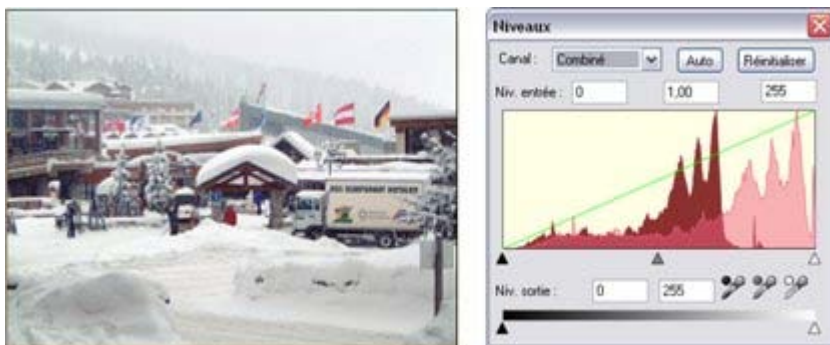 Niveaux
Canal : Combiné Auto Réinitialiser
Niv. entrée : 0 1,00 255
Niv. sortie : 0 255